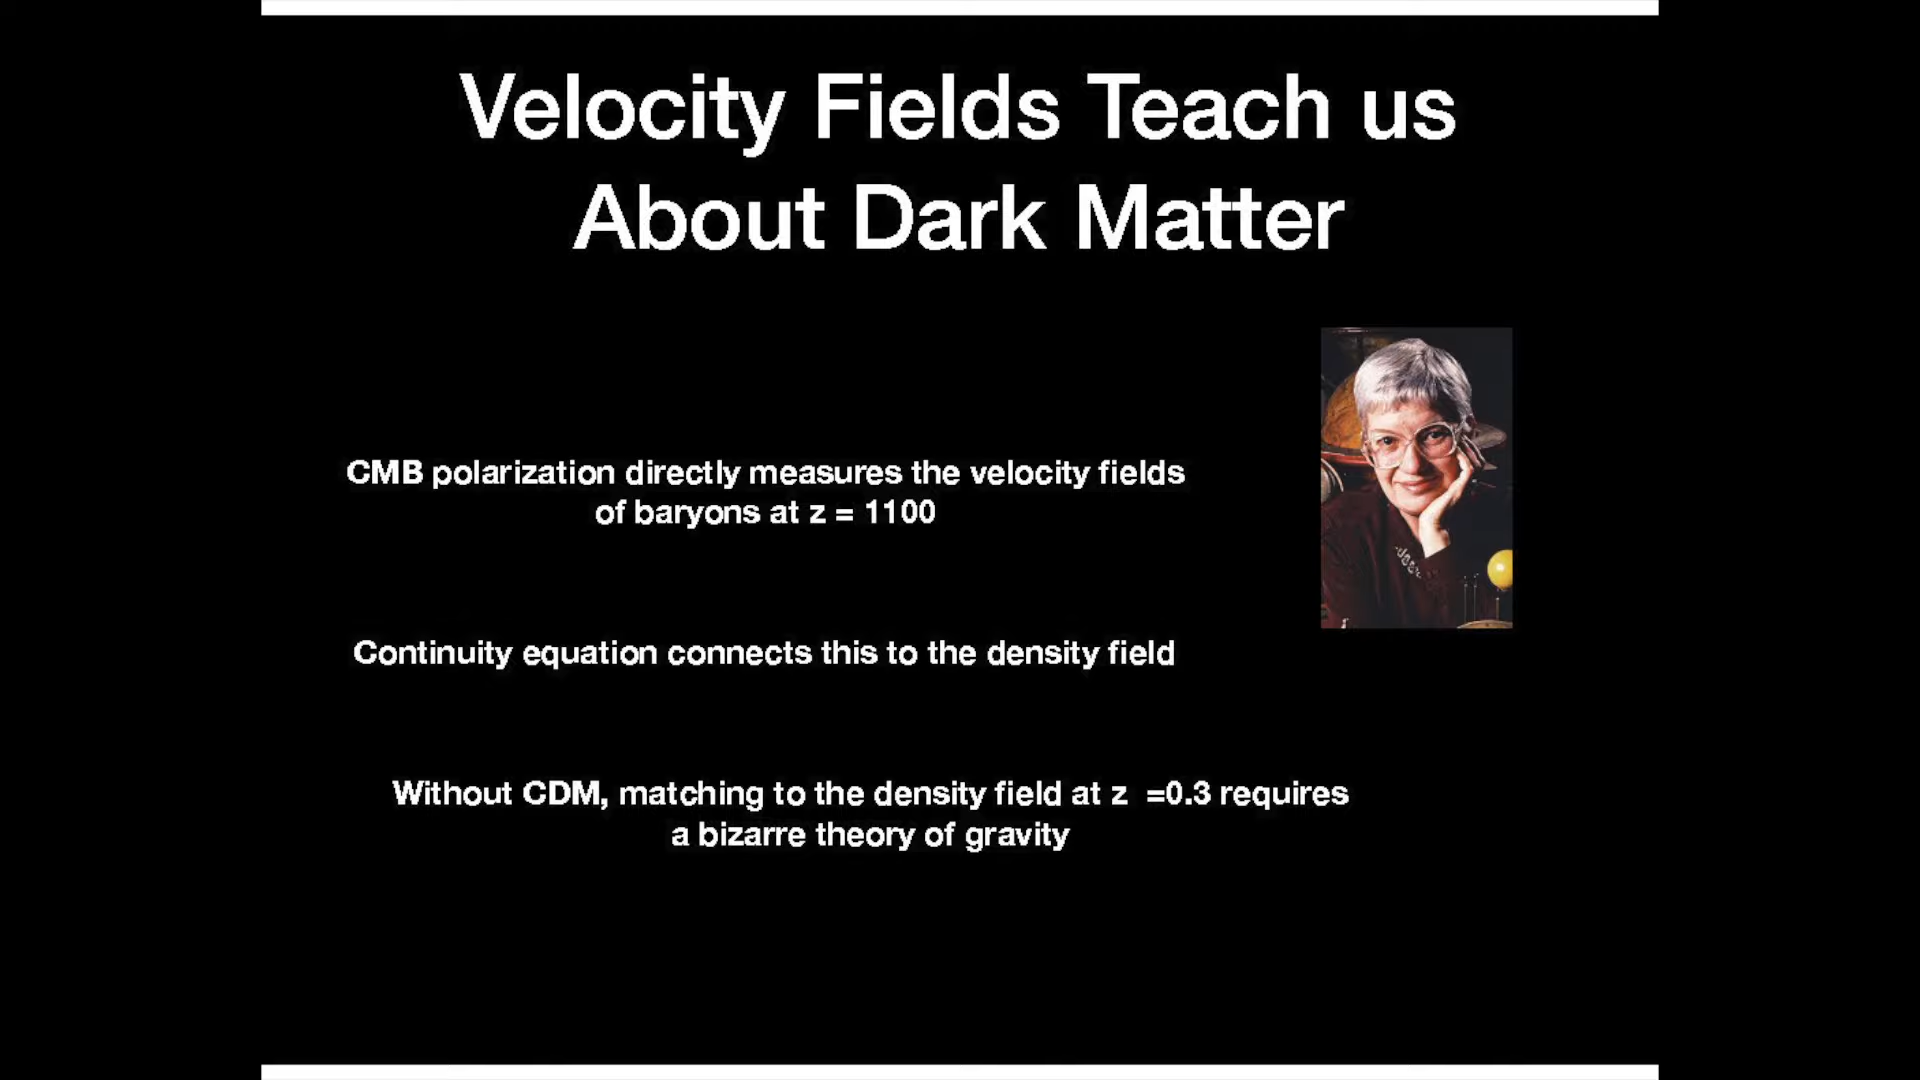 Velocity Fields Teach us
About Dark Matter
CMB polarization directly measures the velocity fields
of baryons at z = 1100
Continuity equation connects this to the density field
Without CDM, matching to the density field at z =0.3 requires
a bizarre theory of gravity